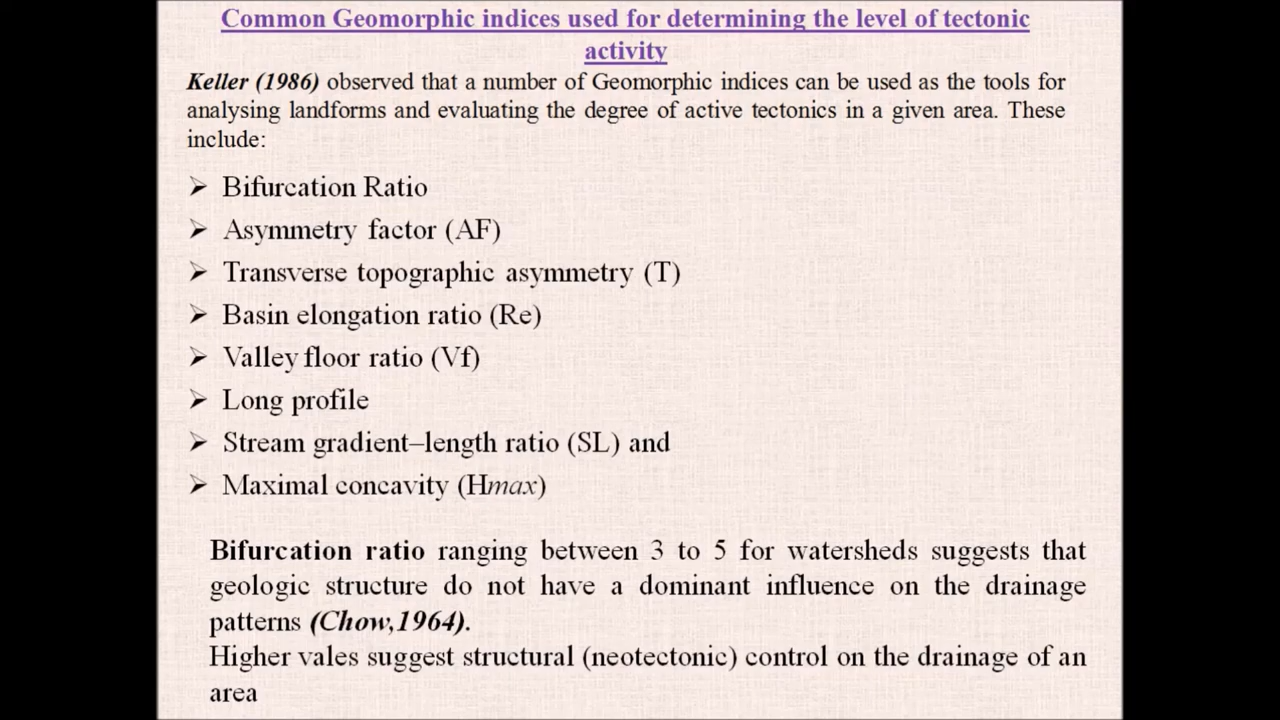 Common Geomorphic indices used for determining the level of tectonic
activity
Keller (1986) observed that a number of Geomorphic indices can be used as the tools for
analysing landforms and evaluating the degree of active tectonics in a given area. These
include:
➢ Bifurcation Ratio
➢ Asymmetry factor (AF)
➢ Transverse topographic asymmetry (T)
➢ Basin elongation ratio (Re)
➢ Valley floor ratio (Vf)
➢ Long profile
➢ Stream gradient–length ratio (SL) and
➢ Maximal concavity (Hmax)
Bifurcation ratio ranging between 3 to 5 for watersheds suggests that
geologic structure do not have a dominant influence on the drainage
patterns (Chow,1964).
Higher vales suggest structural (neotectonic) control on the drainage of an
area